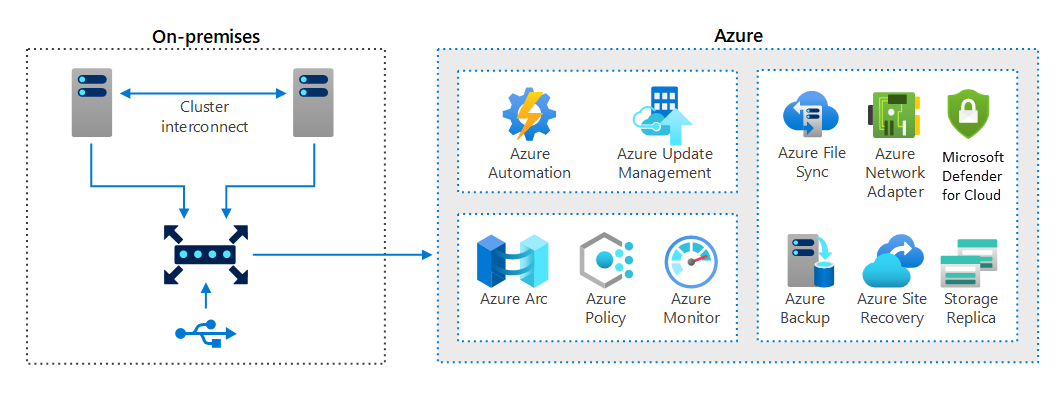 On-premises
Cluster
interconnect
Azure
Azure
Automation
Azure Update
Management
Azure Arc
Azure
Policy
Azure
Monitor
Azure File
Sync
Azure
Network
Adapter
Microsoft
Defender
for Cloud
Azure
Backup
Azure Site
Recovery
Storage
Replica